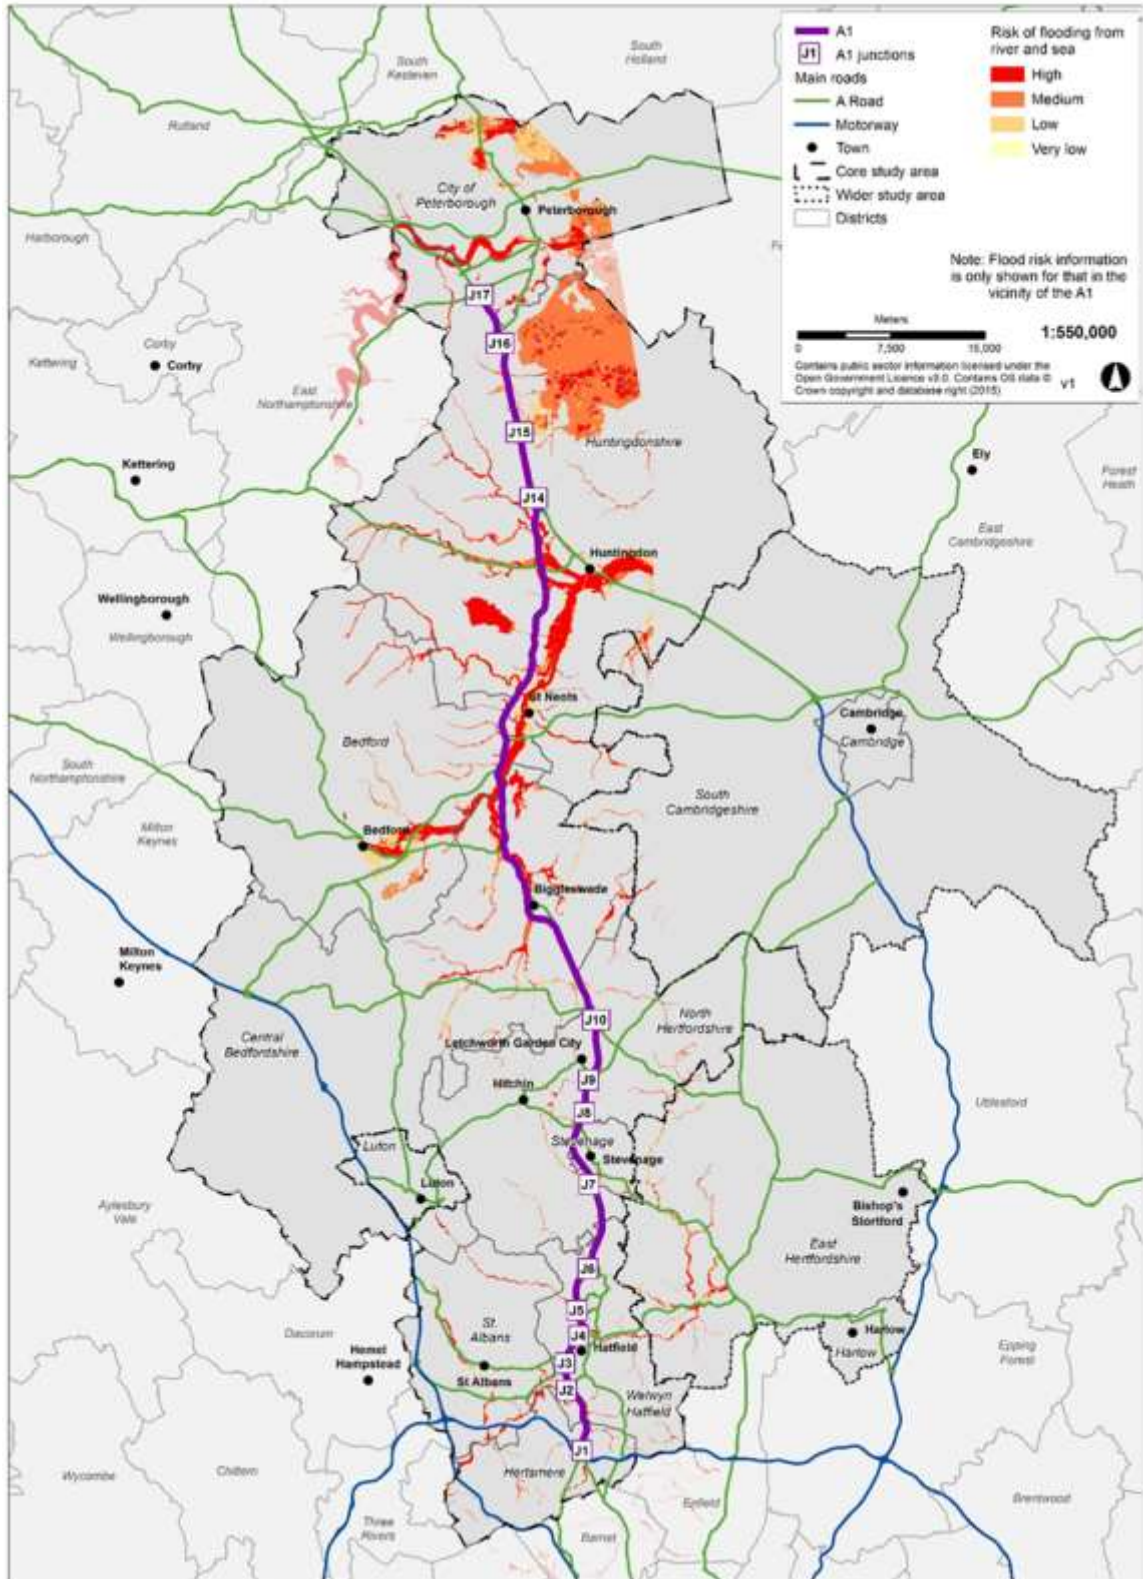 A1
J1 A1 junctions
Main roads
A Road
Motorway
Town
Core study area
Wider study area
Districts
Risk of flooding from
river and sea
High
Medium
Low
Very low
Note: Flood risk information
is only shown for that in the
vicinity of the A1
Meters
0 7,500 15,000
1:550,000
Contains public sector information licensed under the
Open Government Licence v3.0. Contains OS data ©
Crown copyright and database right (2015)
v1
South
Kesteven
South
Holland
Rutland
City of
Peterborough
Peterborough
Harborough
J17
J16
Corby
Corby
Kettering
East
Northamptonshire
J15
Huntingdonshire
Kettering
Ely
Forest
Heath
J14
East
Cambridgeshire
Huntingdon
Wellingborough
Wellingborough
St Neots
Cambridge
Cambridge
Bedford
South
Northamptonshire
South
Cambridgeshire
Milton
Keynes
Bedford
Biggleswade
Milton
Keynes
J10
North
Hertfordshire
Central
Bedfordshire
Letchworth Garden City
J9
Hitchin
J8
Uttlesford
Luton
Stevenage
Stevenage
J7
Luton
Bishop's
Stortford
Aylesbury
Vale
East
Hertfordshire
J6
J5
St.
Albans
J4
Hatfield
Harlow
Harlow
Dacorum
Hemel
Hampstead
J3
St Albans
J2
Epping
Forest
Welwyn
Hatfield
J1
Hertsmere
Wycombe
Chiltern
Three
Rivers
Barnet
Enfield
Brentwood